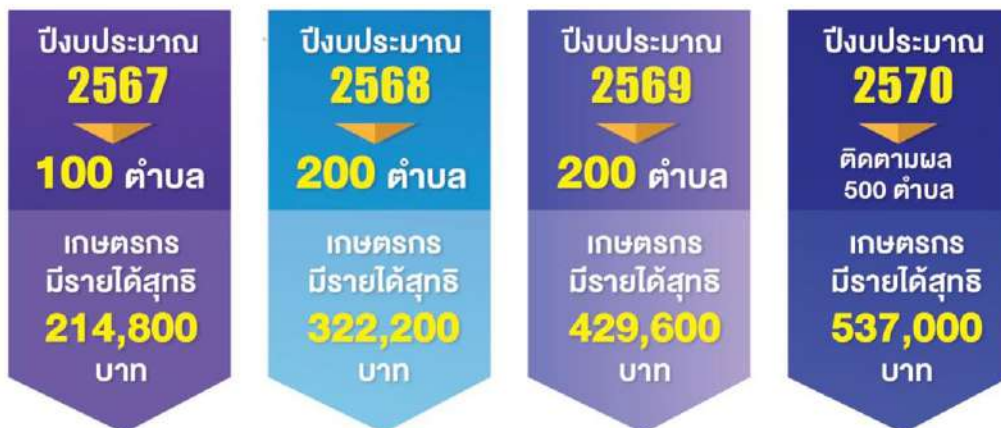 ปีงบประมาณ
2567
100 ตำบล
เกษตรกร
มีรายได้สุทธิ
214,800
บาท
ปีงบประมาณ
2568
200 ตำบล
เกษตรกร
มีรายได้สุทธิ
322,200
บาท
ปีงบประมาณ
2569
200 ตำบล
เกษตรกร
มีรายได้สุทธิ
429,600
บาท
ปีงบประมาณ
2570
ติดตามผล
500 ตำบล
เกษตรกร
มีรายได้สุทธิ
537,000
บาท